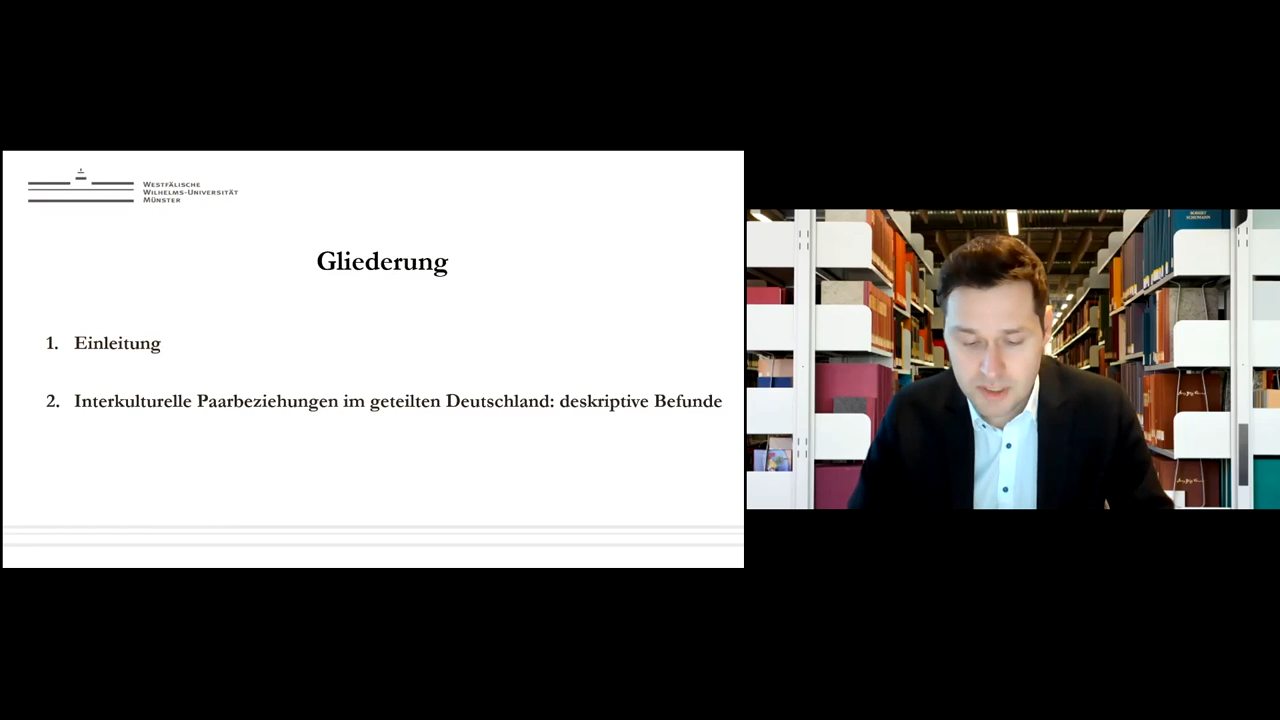 WESTFÄLISCHE
WILHELMS-UNIVERSITÄT
MÜNSTER
Gliederung
1. Einleitung
2. Interkulturelle Paarbeziehungen im geteilten Deutschland: deskriptive Befunde